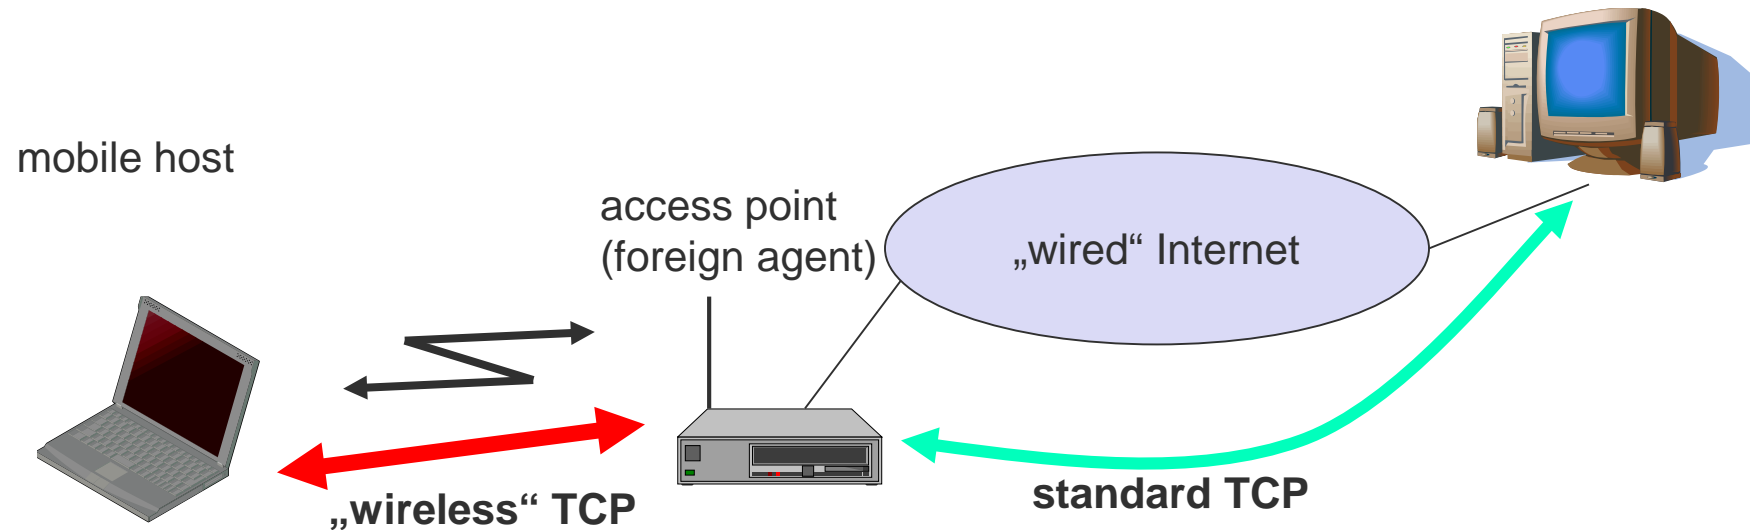 mobile host
access point
(foreign agent)
„wired“ Internet
„wireless“ TCP
standard TCP